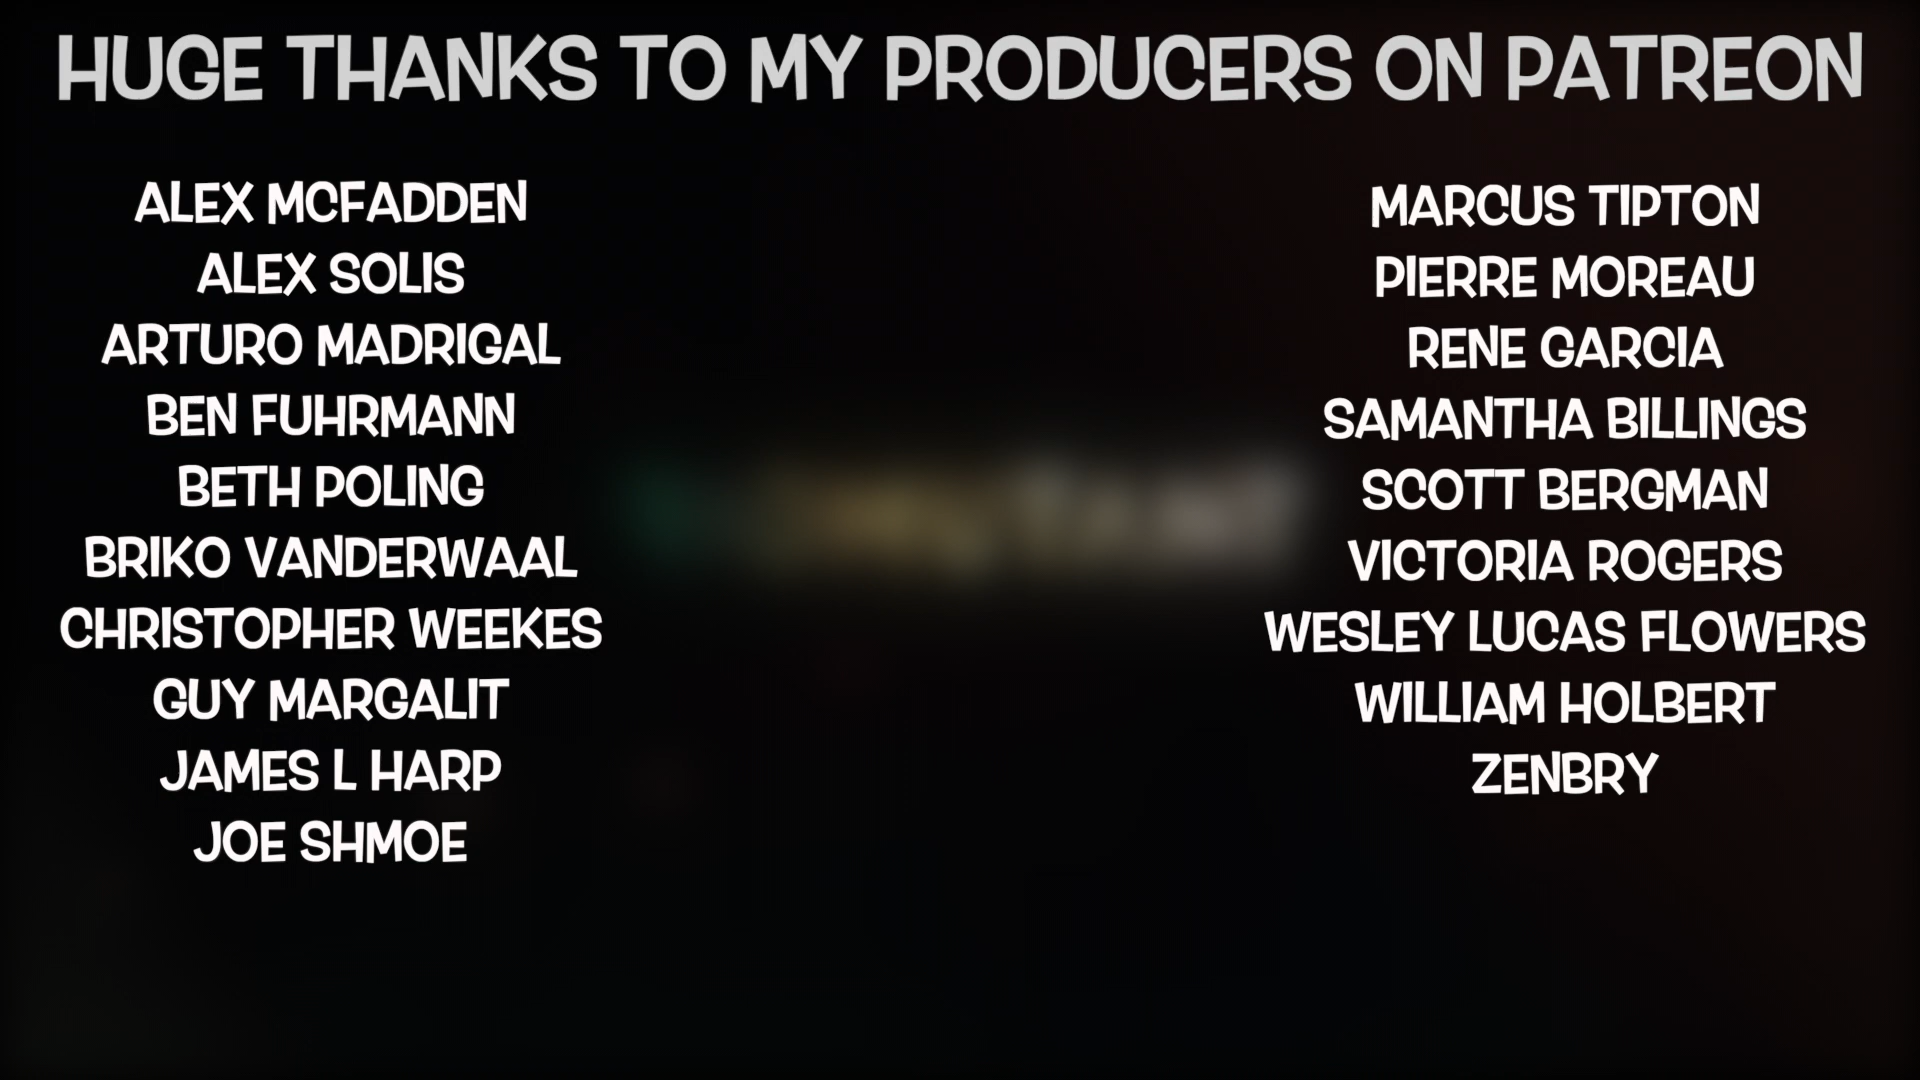 HUGE THANKS TO MY PRODUCERS ON PATREON
ALEX MCFADDEN
ALEX SOLIS
ARTURO MADRIGAL
BEN FUHRMANN
BETH POLING
BRIKO VANDERWAAL
CHRISTOPHER WEEKES
GUY MARGALIT
JAMES L HARP
JOE SHMOE
MARCUS TIPTON
PIERRE MOREAU
RENE GARCIA
SAMANTHA BILLINGS
SCOTT BERGMAN
VICTORIA ROGERS
WESLEY LUCAS FLOWERS
WILLIAM HOLBERT
ZENBRY